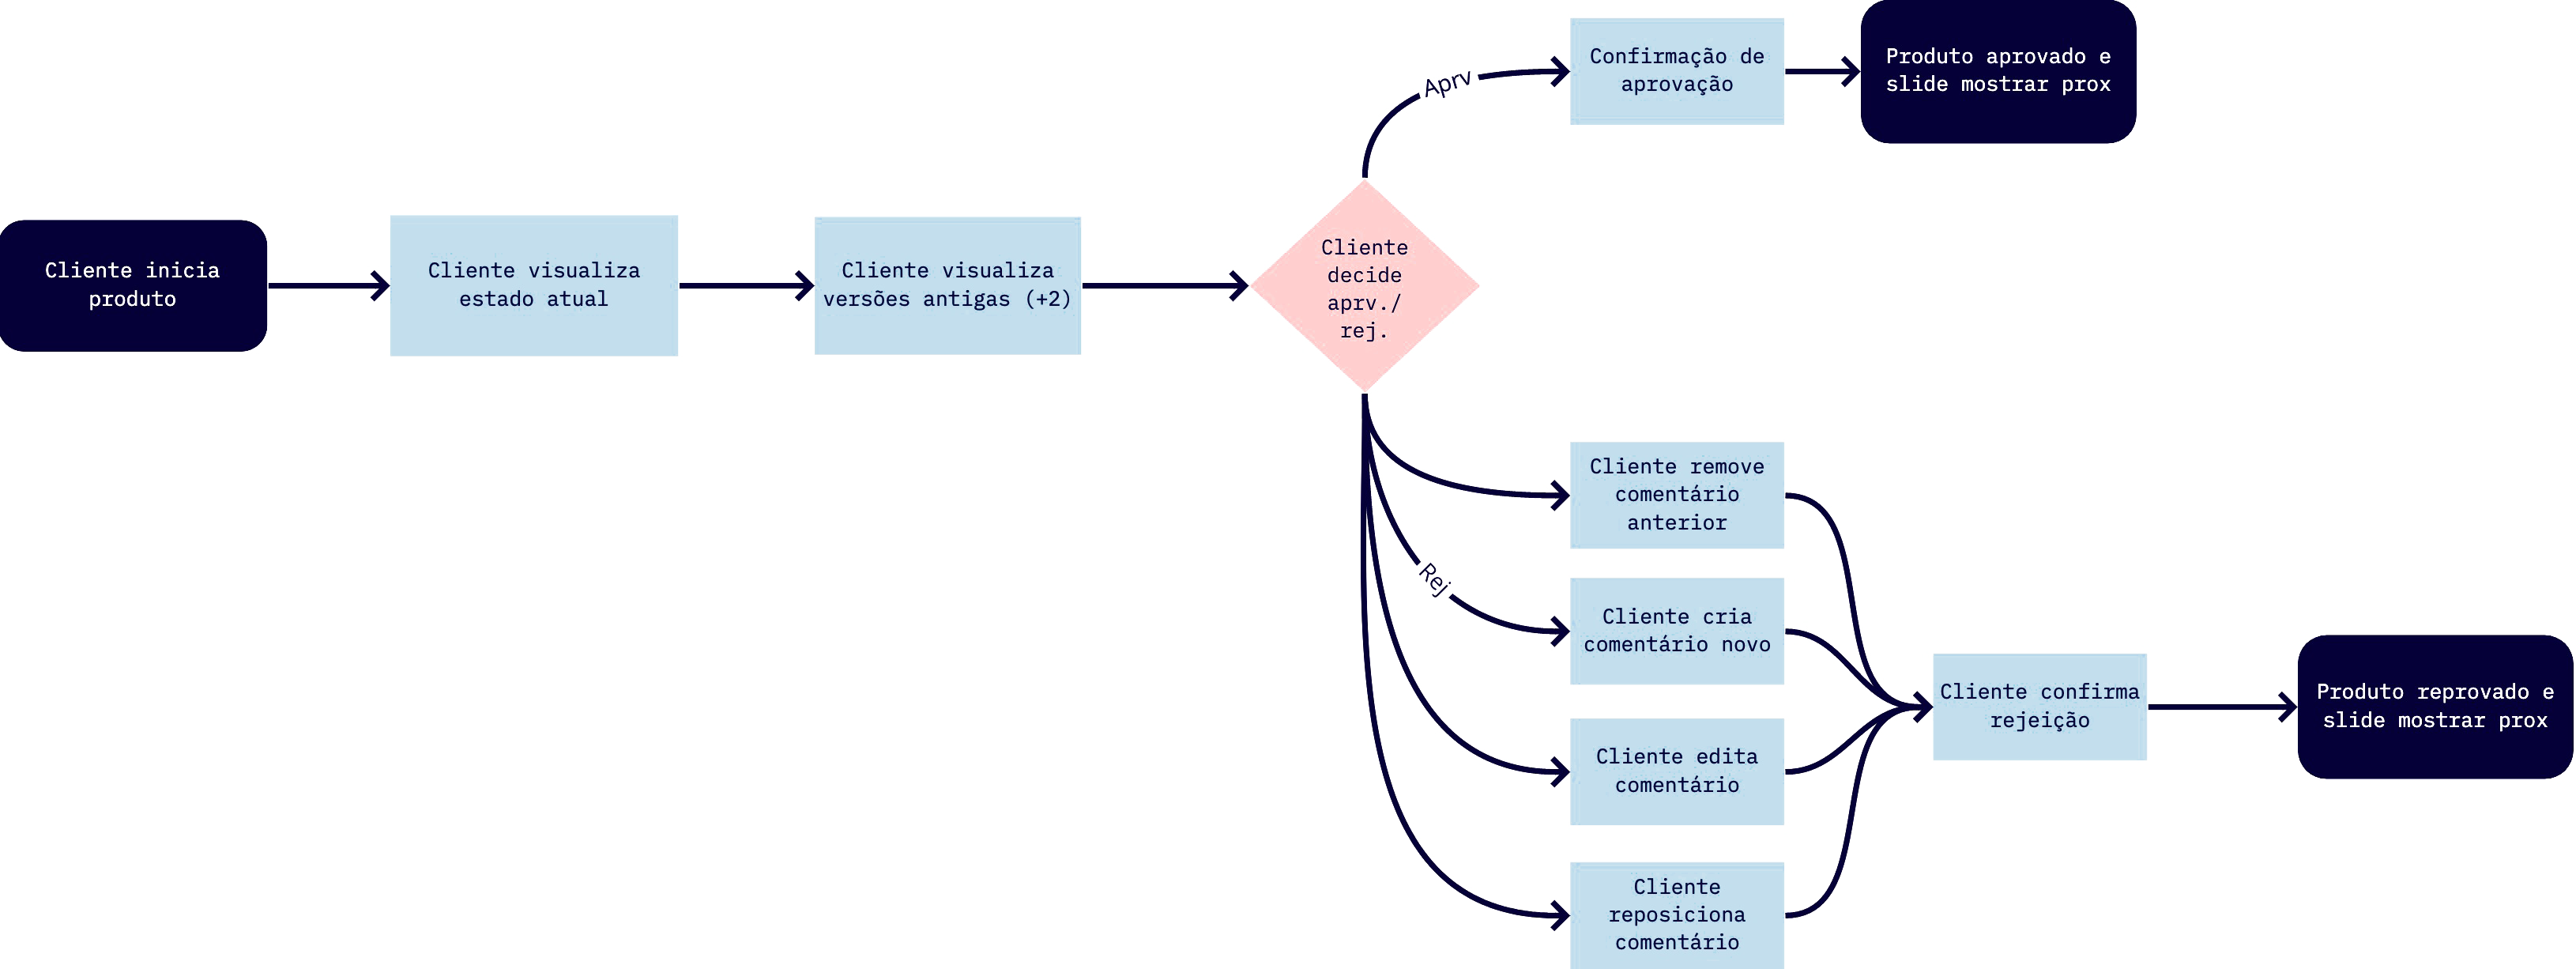 Cliente inicia
produto
Cliente visualiza
estado atual
Cliente visualiza
versões antigas (+2)
Cliente
decide
aprv./
rej.
Aprv
Confirmação de
aprovação
Produto aprovado e
slide mostrar prox
Rej
Cliente remove
comentário
anterior
Cliente cria
comentário novo
Cliente edita
comentário
Cliente
reposiciona
comentário
Cliente confirma
rejeição
Produto reprovado e
slide mostrar prox